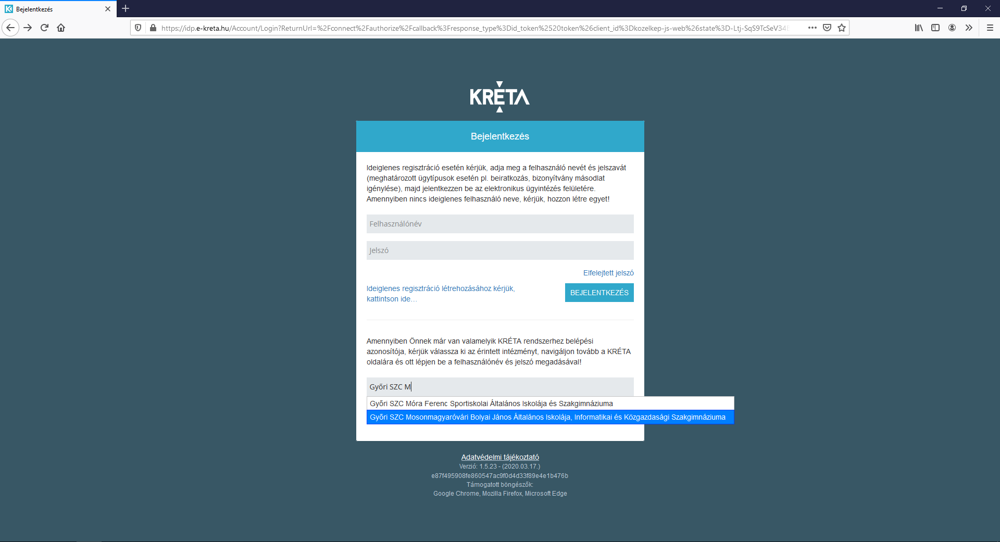 Bejelentkezés
https://idp.e-kreta.hu/Account/Login?ReturnUrl=%2Fconnect%2Fauthorize%2Fcallback%3Fresponse_type%3Did_token%2520token%26client_id%3Dkozelkep-js-web%26state%3D-Ltj-SqS9TcSeV34
KRÉTA
Bejelentkezés
Ideiglenes regisztráció esetén kérjük, adja meg a felhasználó nevét és jelszavát
(meghatározott ügytípusok esetén pl. beiratkozás, bizonyítvány másodlat
igénylése), majd jelentkezzen be az elektronikus ügyintézés felületére.
Amennyiben nincs ideiglenes felhasználó neve, kérjük, hozzon létre egyet!
Felhasználónév
Jelszó
Elfelejtett jelszó
Ideiglenes regisztráció létrehozásához kérjük,
kattintson ide…
BEJELENTKEZÉS
Amennyiben Önnek már van valamelyik KRÉTA rendszerhez belépési
azonosítója, kérjük válassza ki az érintett intézményt, navigáljon tovább a KRÉTA
oldalára és ott lépjen be a felhasználónév és jelszó megadásával!
Győri SZC M
Győri SZC Móra Ferenc Sportiskolai Általános Iskolája és Szakgimnáziuma
Győri SZC Mosonmagyaróvári Bolyai János Általános Iskolája, Informatikai és Közgazdasági Szakgimnáziuma
Adatvédelmi tájékoztató
Verzió: 1.5.23 - (2020.03.17.)
e87f495908fe860547ac9f0d4d33f89e4e1b476b
Támogatott böngészők:
Google Chrome, Mozilla Firefox, Microsoft Edge